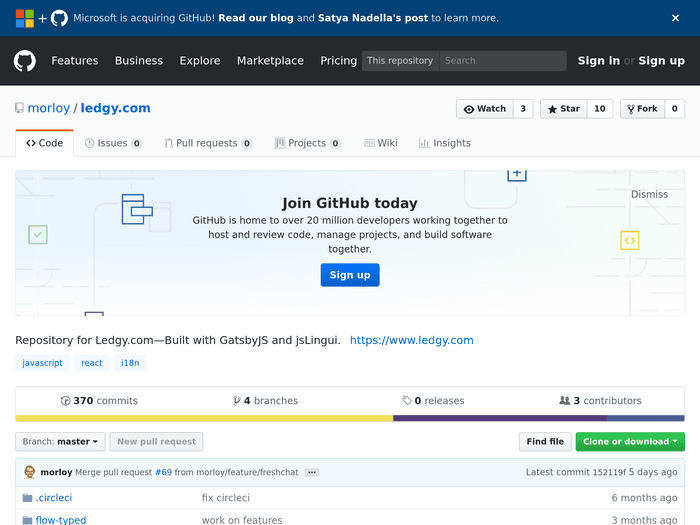 Microsoft is acquiring GitHub! Read our blog and Satya Nadella's post to learn more. ×
Features Business Explore Marketplace Pricing This repository Search Sign in or Sign up
morloy / ledgy.com Watch 3 Star 10 Fork 0
Code Issues 0 Pull requests 0 Projects 0 Wiki Insights
Dismiss
Join GitHub today
GitHub is home to over 20 million developers working together to
host and review code, manage projects, and build software
together.
Sign up
Repository for Ledgy.com—Built with GatsbyJS and jsLingui. https://www.ledgy.com
javascript react i18n
370 commits 4 branches 0 releases 3 contributors
Branch: master New pull request Find file Clone or download
morloy Merge pull request #69 from morloy/feature/freshchat ... Latest commit 152119f 5 days ago
.circleci fix circleci 6 months ago
flow-typed work on features 3 months ago